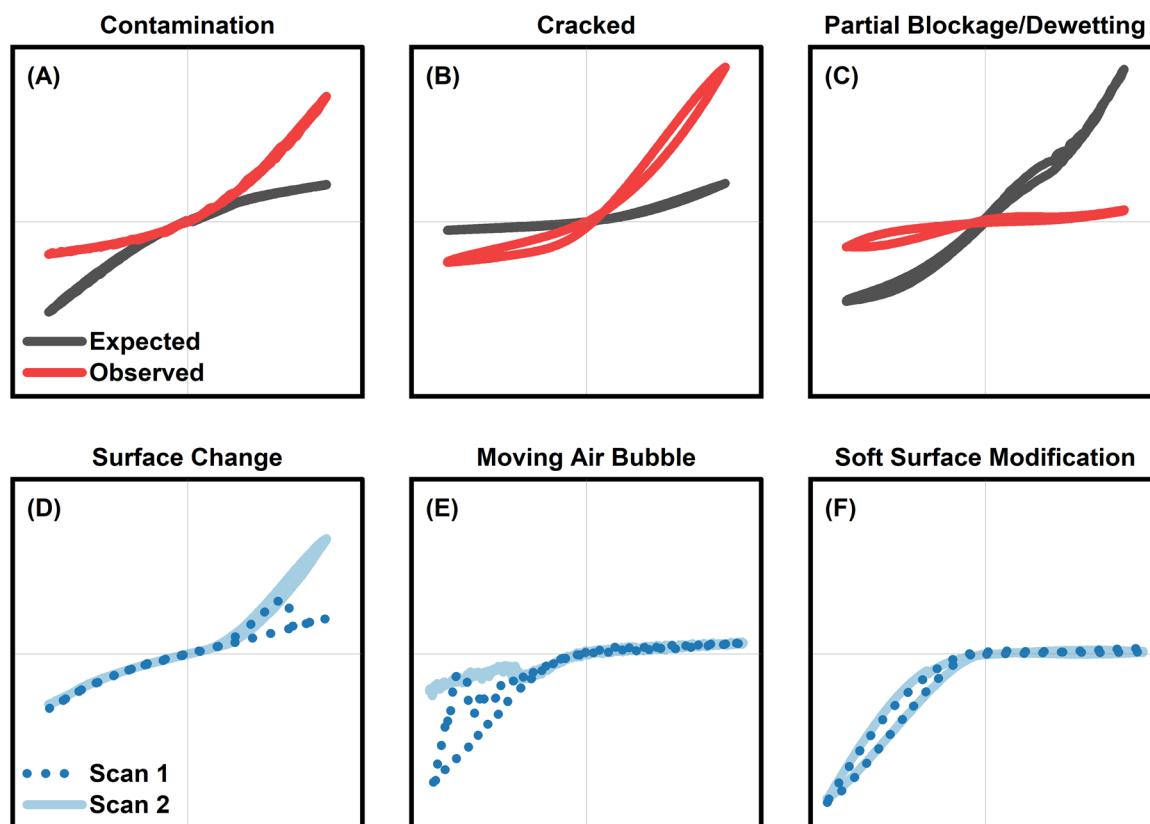 Contamination
Cracked
Partial Blockage/Dewetting
(A)
(B)
(C)
Expected
Observed
Surface Change
Moving Air Bubble
Soft Surface Modification
(D)
(E)
(F)
Scan 1
Scan 2